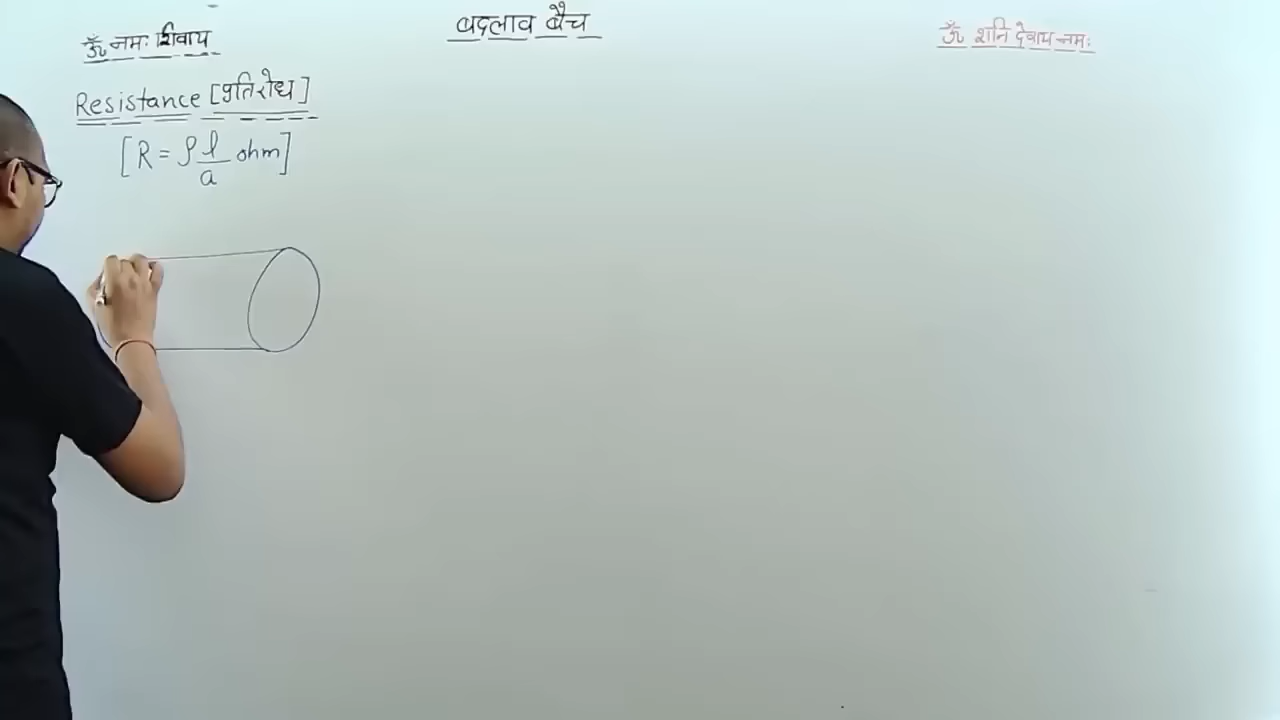 ॐ नमः शिवाय
बदलाव बैच
ॐ शनि देवाय नमः
Resistance [प्रतिरोध]
[R = ρ l/a ohm]